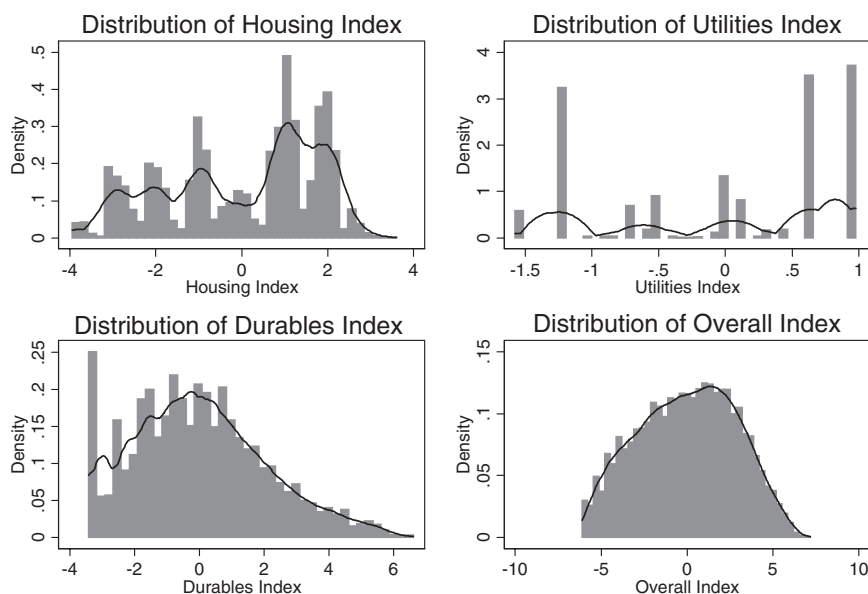 Distribution of Housing Index
Density
.5
.4
.3
.2
.1
0
-4 -2 0 2 4
Housing Index
Distribution of Utilities Index
Density
4
3
2
1
0
-1.5 -1 -.5 0 .5 1
Utilities Index
Distribution of Durables Index
Density
.25
.2
.15
.1
.05
0
-4 -2 0 2 4 6
Durables Index
Distribution of Overall Index
Density
.15
.1
.05
0
-10 -5 0 5 10
Overall Index